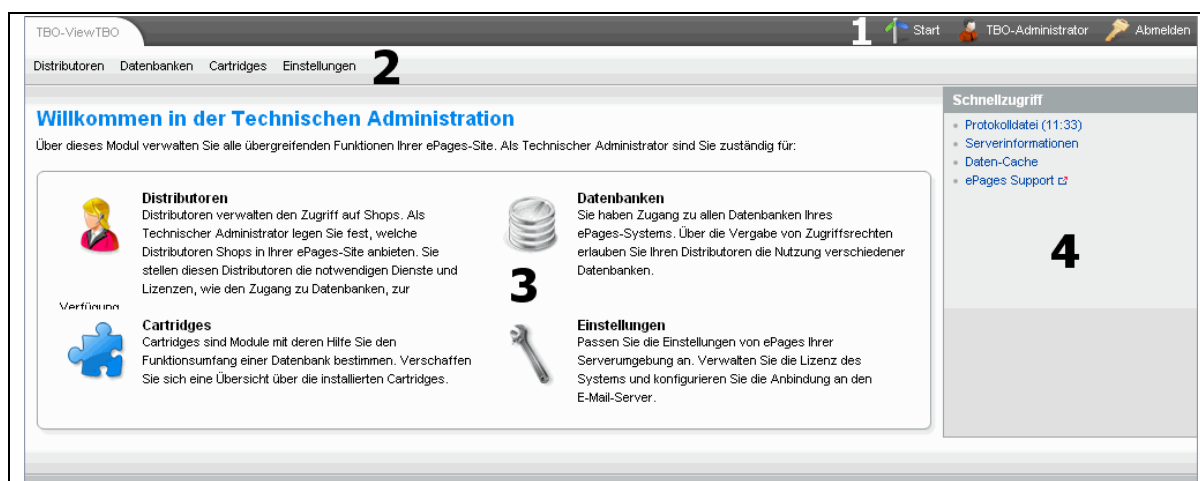 TBO-ViewTBO
1 Start TBO-Administrator Abmelden
Distributoren Datenbanken Cartridges Einstellungen 2
Willkommen in der Technischen Administration
Über dieses Modul verwalten Sie alle übergreifenden Funktionen Ihrer ePages-Site. Als Technischer Administrator sind Sie zuständig für:
Distributoren
Distributoren verwalten den Zugriff auf Shops. Als
Technischer Administrator legen Sie fest, welche
Distributoren Shops in Ihrer ePages-Site anbieten. Sie
stellen diesen Distributoren die notwendigen Dienste und
Lizenzen, wie den Zugang zu Datenbanken, zur
Verfügung
Datenbanken
Sie haben Zugang zu allen Datenbanken Ihres
ePages-Systems. Über die Vergabe von Zugriffsrechten
erlauben Sie Ihren Distributoren die Nutzung verschiedener
Datenbanken.
3
Cartridges
Cartridges sind Module mit deren Hilfe Sie den
Funktionsumfang einer Datenbank bestimmen. Verschaffen
Sie sich eine Übersicht über die installierten Cartridges.
Einstellungen
Passen Sie die Einstellungen von ePages Ihrer
Serverumgebung an. Verwalten Sie die Lizenz des
Systems und konfigurieren Sie die Anbindung an den
E-Mail-Server.
Schnellzugriff
Protokolldatei (11:33)
Serverinformationen
Daten-Cache
ePages Support
4